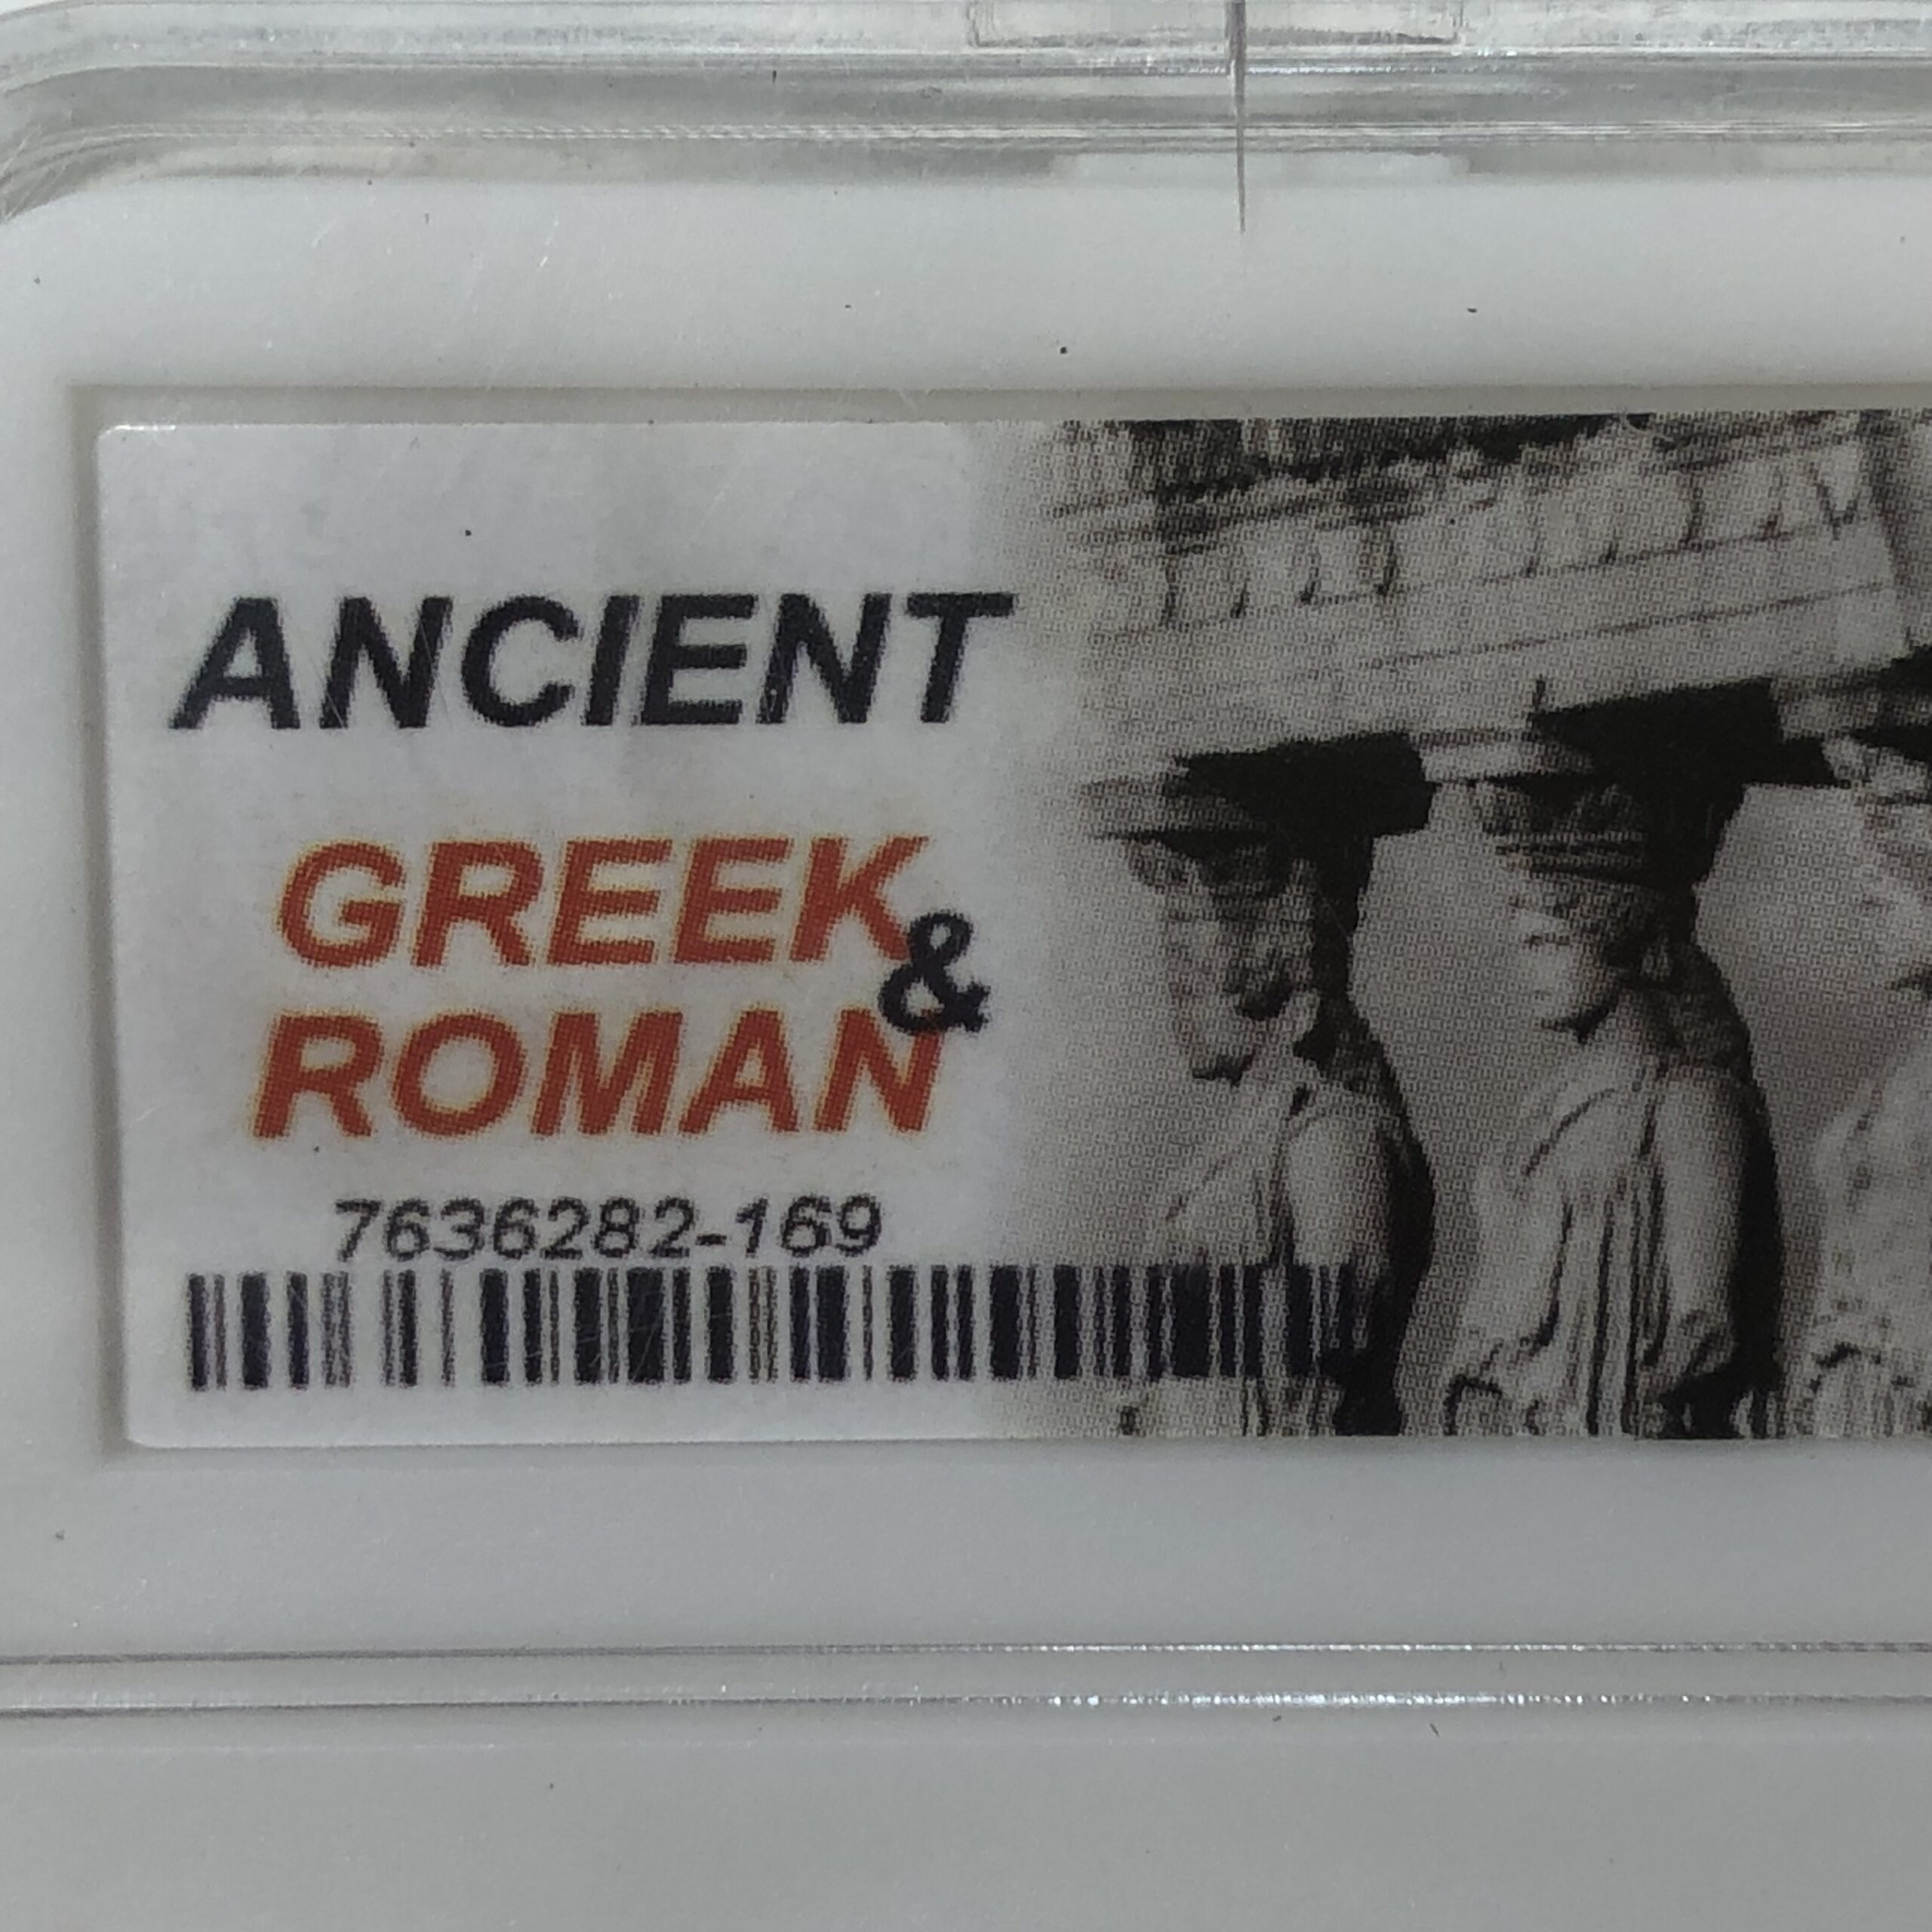 ANCIENT
GREEK
&
ROMAN
7636282-169